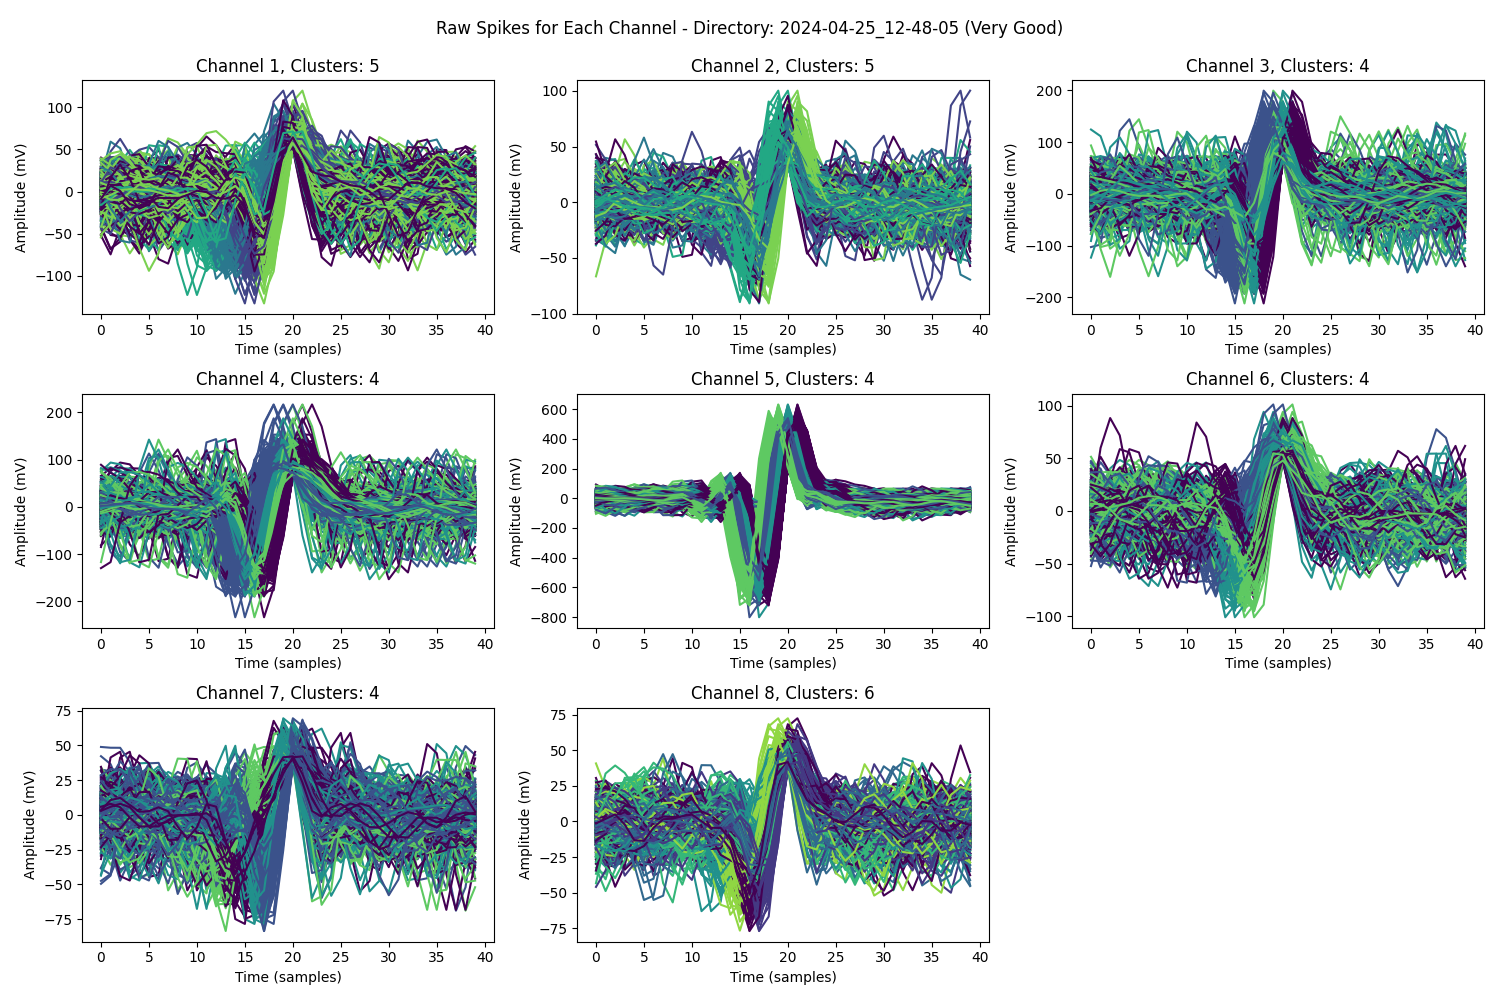 Raw Spikes for Each Channel - Directory: 2024-04-25_12-48-05 (Very Good)
Channel 1, Clusters: 5
Amplitude (mV)
100
50
0
−50
−100
0 5 10 15 20 25 30 35 40
Time (samples)
Channel 2, Clusters: 5
Amplitude (mV)
100
50
0
−50
−100
0 5 10 15 20 25 30 35 40
Time (samples)
Channel 3, Clusters: 4
Amplitude (mV)
200
100
0
−100
−200
0 5 10 15 20 25 30 35 40
Time (samples)
Channel 4, Clusters: 4
Amplitude (mV)
200
100
0
−100
−200
0 5 10 15 20 25 30 35 40
Time (samples)
Channel 5, Clusters: 4
Amplitude (mV)
600
400
200
0
−200
−400
−600
−800
0 5 10 15 20 25 30 35 40
Time (samples)
Channel 6, Clusters: 4
Amplitude (mV)
100
50
0
−50
−100
0 5 10 15 20 25 30 35 40
Time (samples)
Channel 7, Clusters: 4
Amplitude (mV)
75
50
25
0
−25
−50
−75
0 5 10 15 20 25 30 35 40
Time (samples)
Channel 8, Clusters: 6
Amplitude (mV)
75
50
25
0
−25
−50
−75
0 5 10 15 20 25 30 35 40
Time (samples)